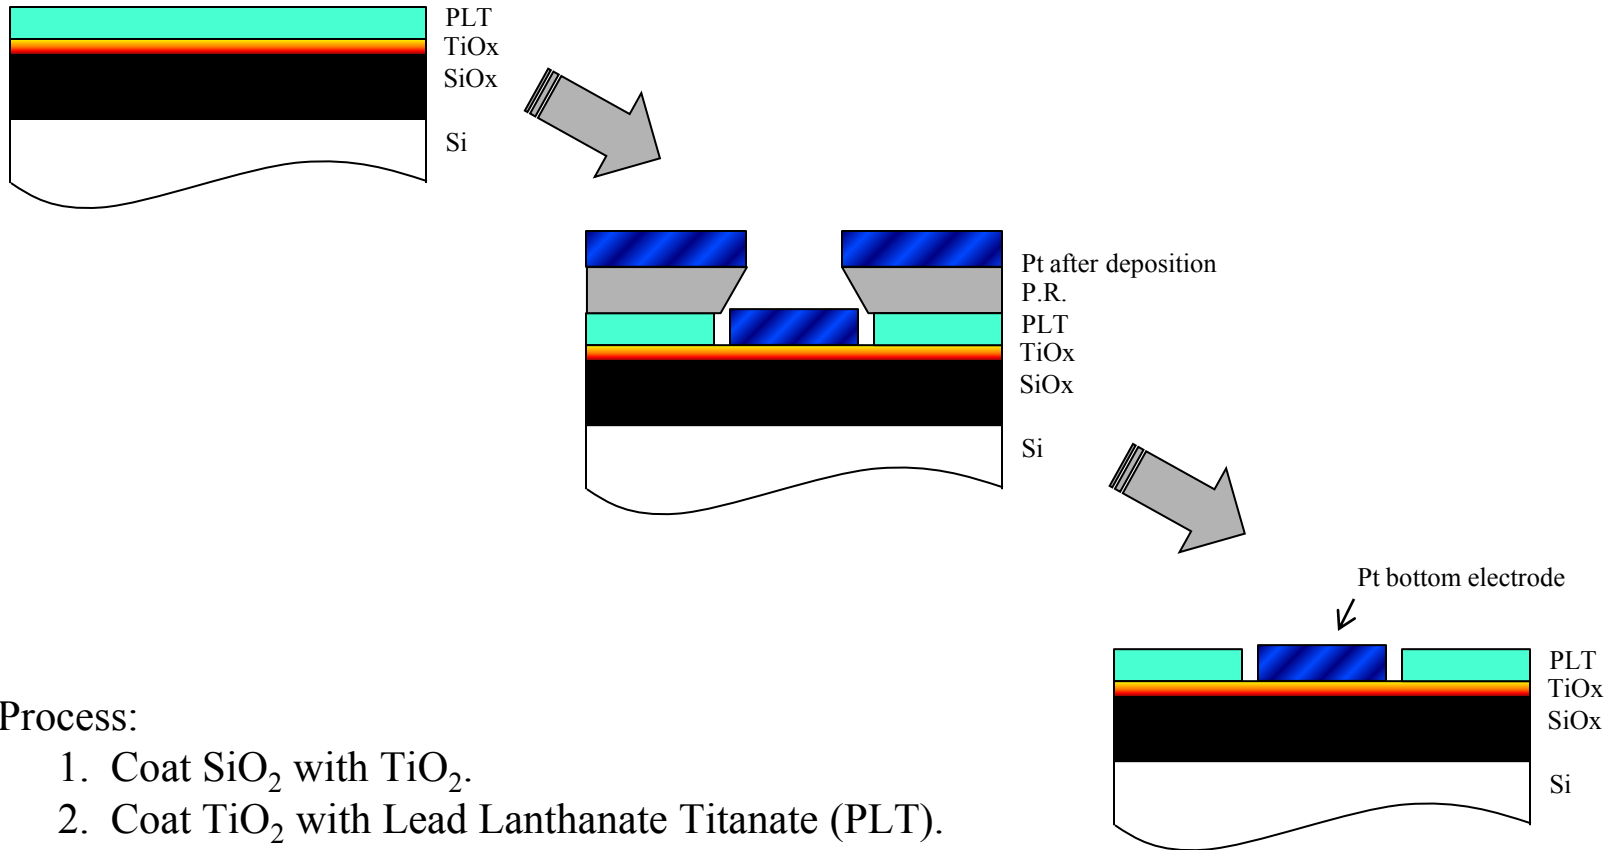 PLT
TiOx
SiOx
Si
Pt after deposition
P.R.
PLT
TiOx
SiOx
Si
Pt bottom electrode
PLT
TiOx
SiOx
Si
Process:
1. Coat SiO₂ with TiO₂.
2. Coat TiO₂ with Lead Lanthanate Titanate (PLT).